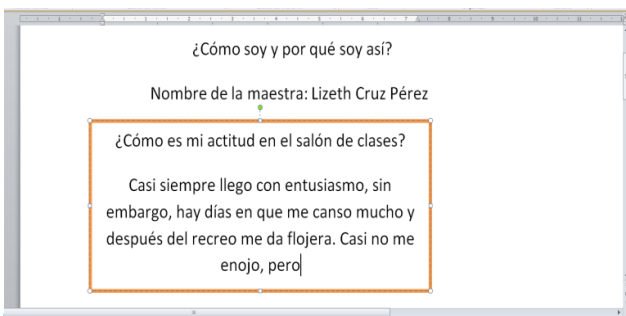 ¿Cómo soy y por qué soy así?
Nombre de la maestra: Lizeth Cruz Pérez
¿Cómo es mi actitud en el salón de clases?
Casi siempre llego con entusiasmo, sin
embargo, hay días en que me canso mucho y
después del recreo me da flojera. Casi no me
enojo, pero